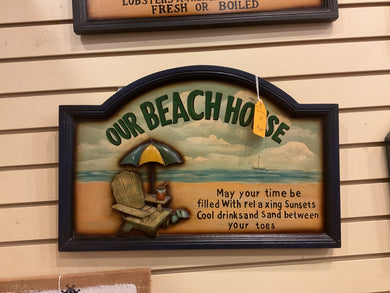 LOBSTERS
FRESH OR BOILED
OUR BEACH HOUSE
May your time be
filled With relaxing Sunsets
Cool drinks and Sand between
your toes